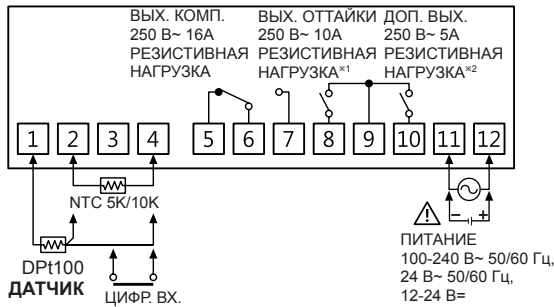 ВЫХ. КОМП.
250 В~ 16А
РЕЗИСТИВНАЯ
НАГРУЗКА
ВЫХ. ОТТАЙКИ
250 В~ 10А
РЕЗИСТИВНАЯ
НАГРУЗКА※1
ДОП. ВЫХ.
250 В~ 5А
РЕЗИСТИВНАЯ
НАГРУЗКА※2
1 2 3 4 5 6 7 8 9 10 11 12
NTC 5K/10K
DPt100
ДАТЧИК
ЦИФР. ВХ.
− +
ПИТАНИЕ
100-240 В~ 50/60 Гц,
24 В~ 50/60 Гц,
12-24 В=